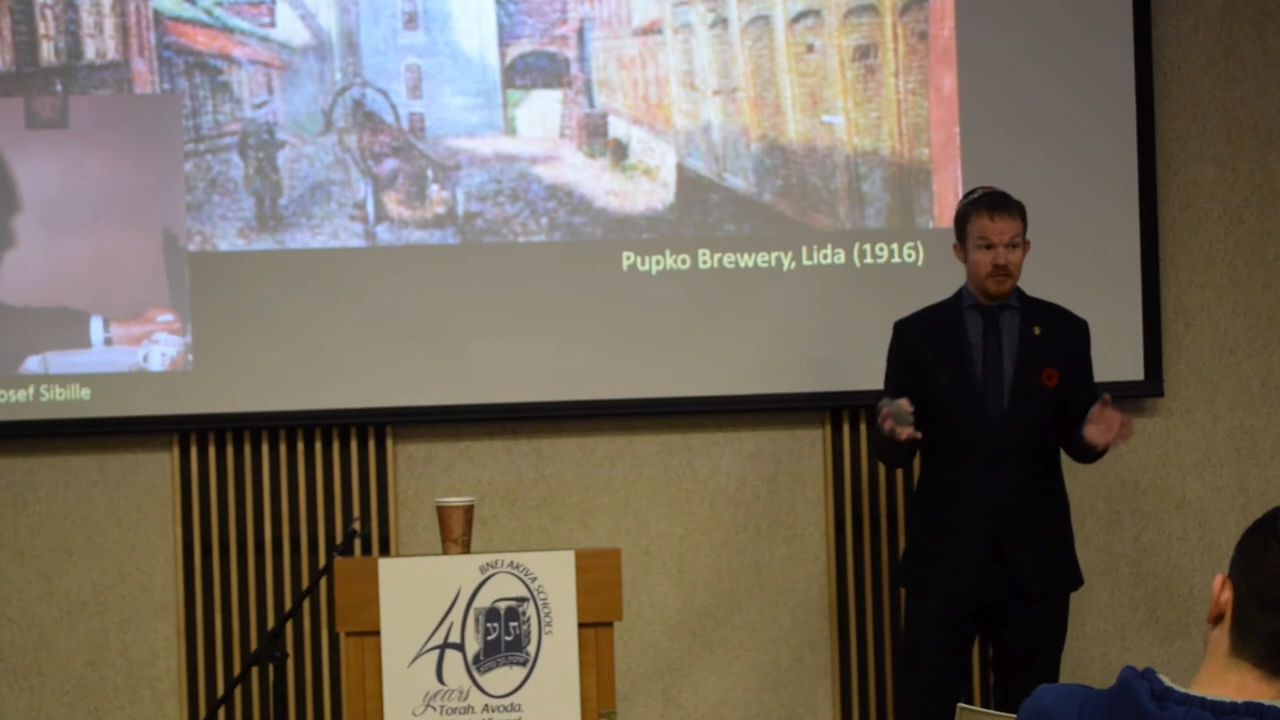 Pupko Brewery, Lida (1916)
osef Sibille
40
BNEI AKIVA SCHOOLS
ע ת
years
Torah. Avoda.